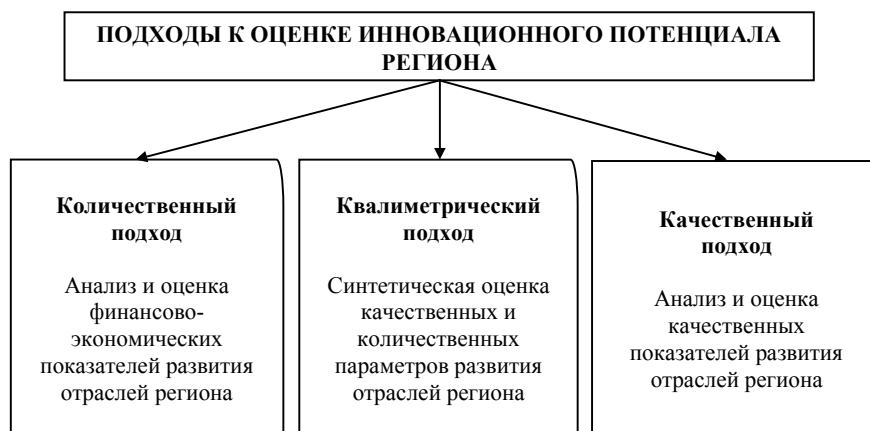 ПОДХОДЫ К ОЦЕНКЕ ИННОВАЦИОННОГО ПОТЕНЦИАЛА
РЕГИОНА
Количественный
подход
Анализ и оценка
финансово-
экономических
показателей развития
отраслей региона
Квалиметрический
подход
Синтетическая оценка
качественных и
количественных
параметров развития
отраслей региона
Качественный
подход
Анализ и оценка
качественных
показателей развития
отраслей региона